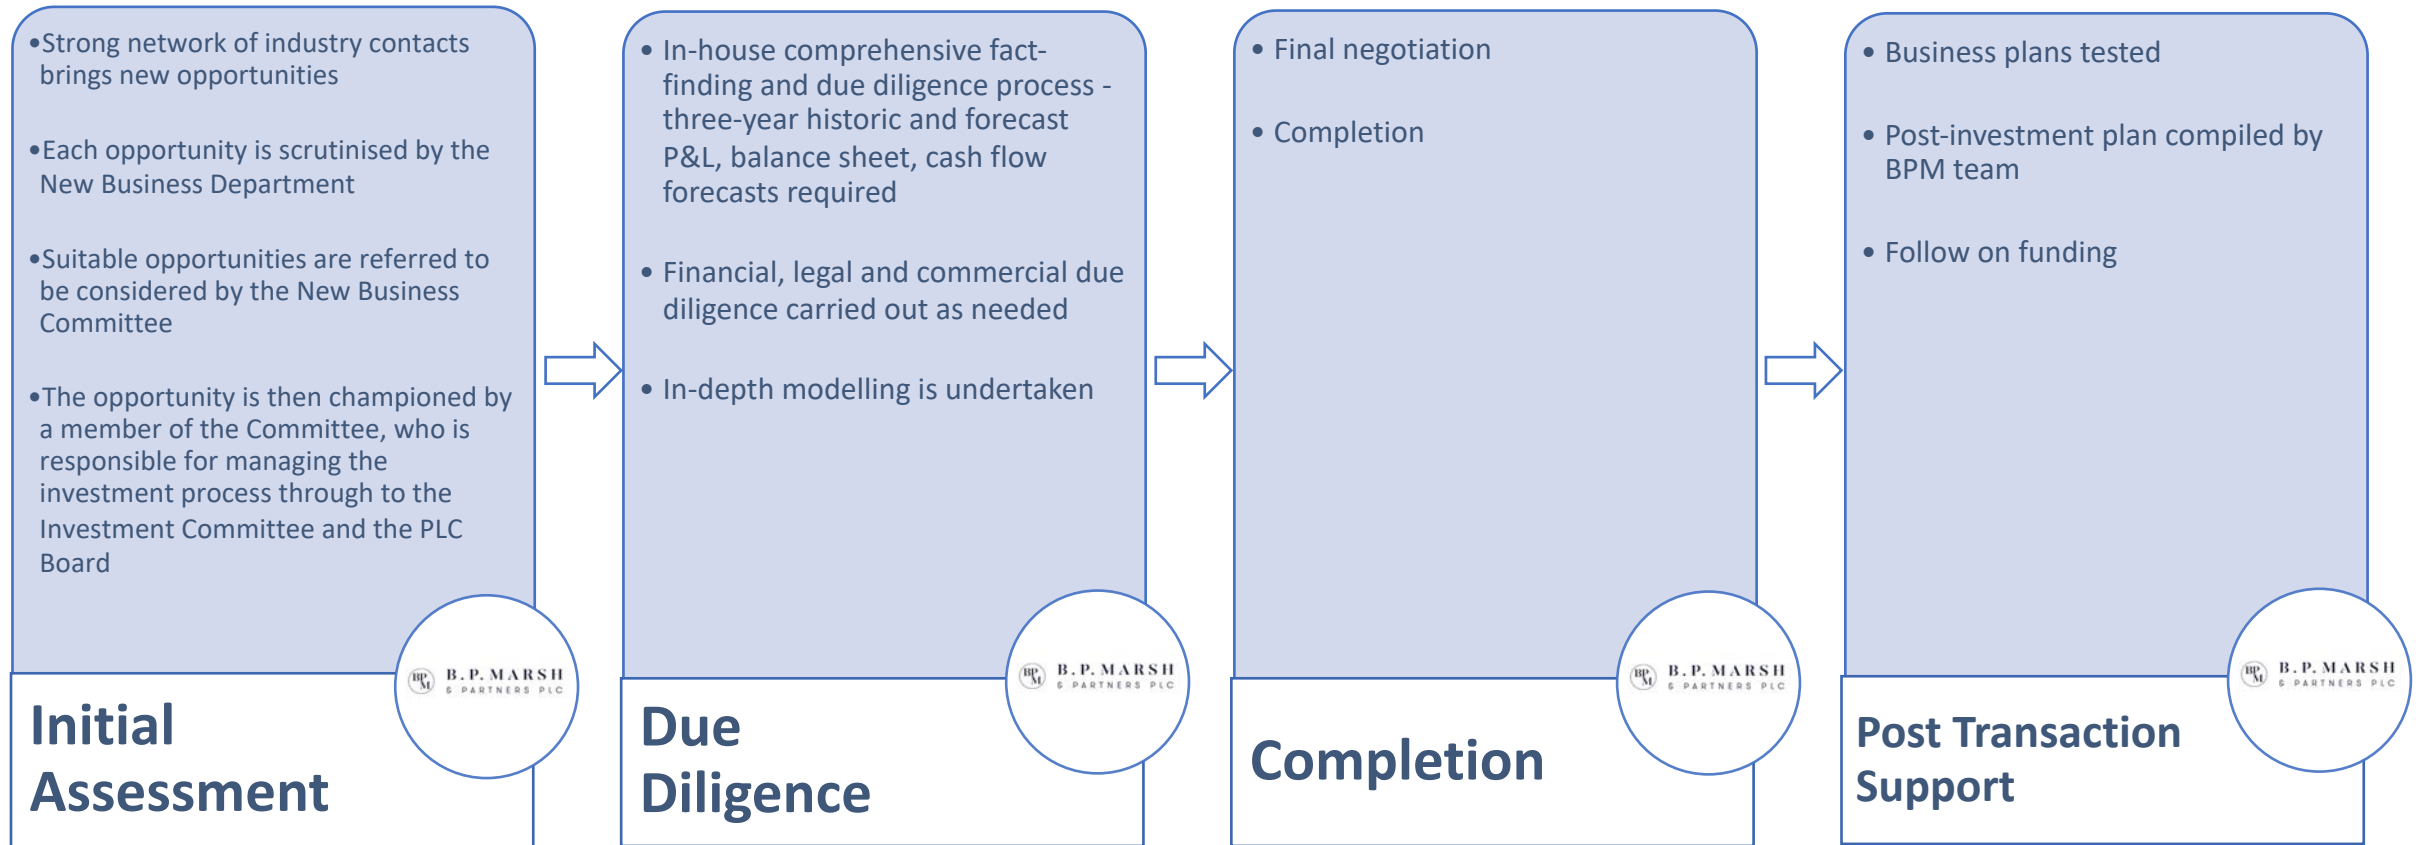 •Strong network of industry contacts
brings new opportunities
•Each opportunity is scrutinised by the
New Business Department
•Suitable opportunities are referred to
be considered by the New Business
Committee
•The opportunity is then championed by
a member of the Committee, who is
responsible for managing the
investment process through to the
Investment Committee and the PLC
Board
BPM B.P. MARSH
& PARTNERS PLC
Initial
Assessment
• In-house comprehensive fact-
finding and due diligence process -
three-year historic and forecast
P&L, balance sheet, cash flow
forecasts required
• Financial, legal and commercial due
diligence carried out as needed
• In-depth modelling is undertaken
BPM B.P. MARSH
& PARTNERS PLC
Due
Diligence
• Final negotiation
• Completion
BPM B.P. MARSH
& PARTNERS PLC
Completion
• Business plans tested
• Post-investment plan compiled by
BPM team
• Follow on funding
BPM B.P. MARSH
& PARTNERS PLC
Post Transaction
Support